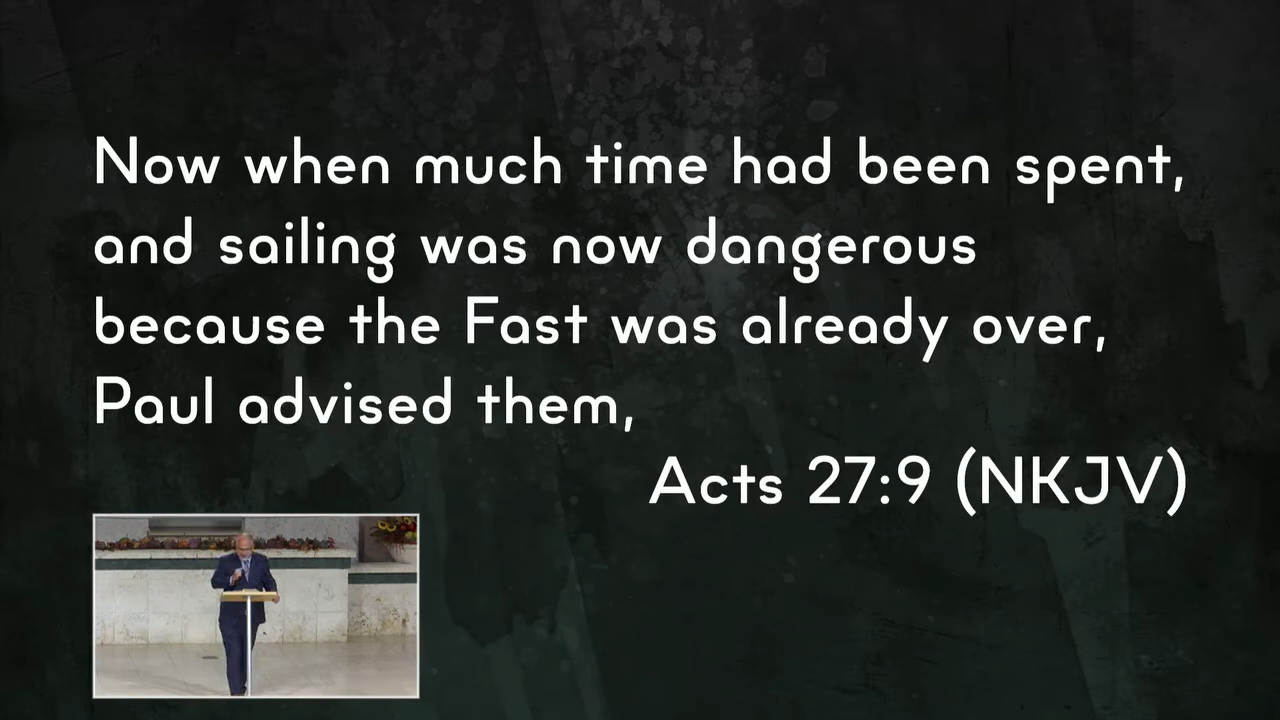 Now when much time had been spent,
and sailing was now dangerous
because the Fast was already over,
Paul advised them,
Acts 27:9 (NKJV)